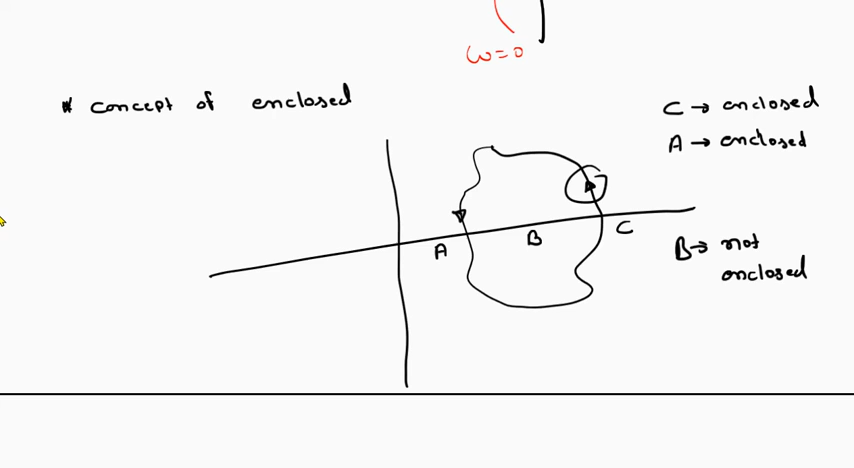 ω=0
* concept of enclosed
C → enclosed
A → enclosed
A B C
B → not
enclosed